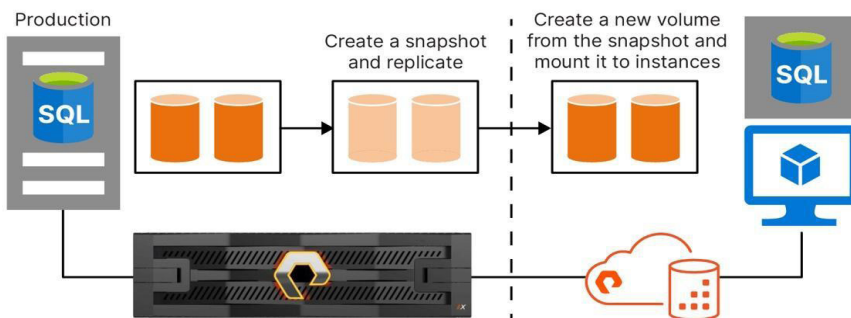 Production
SQL
Create a snapshot
and replicate
Create a new volume
from the snapshot and
mount it to instances
SQL